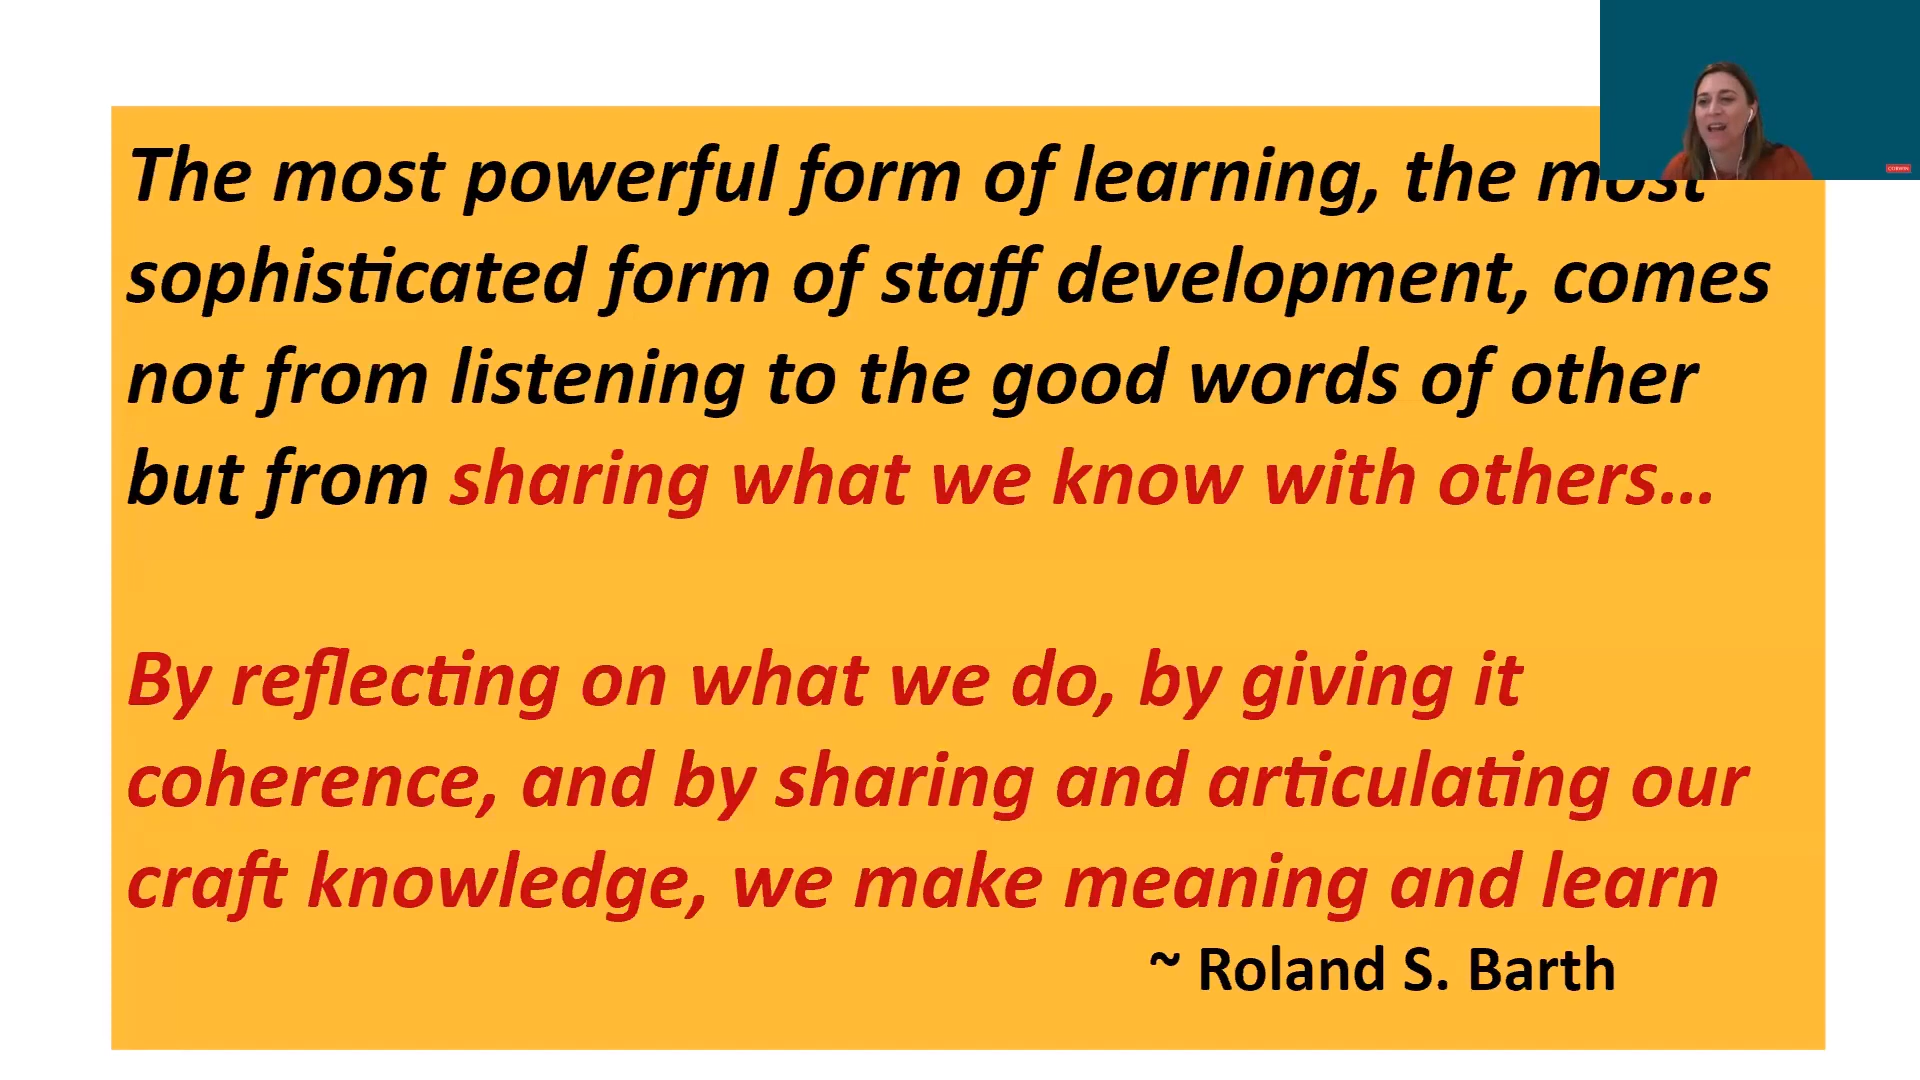 The most powerful form of learning, the most
sophisticated form of staff development, comes
not from listening to the good words of other
but from sharing what we know with others...

By reflecting on what we do, by giving it
coherence, and by sharing and articulating our
craft knowledge, we make meaning and learn
~ Roland S. Barth
CORWIN